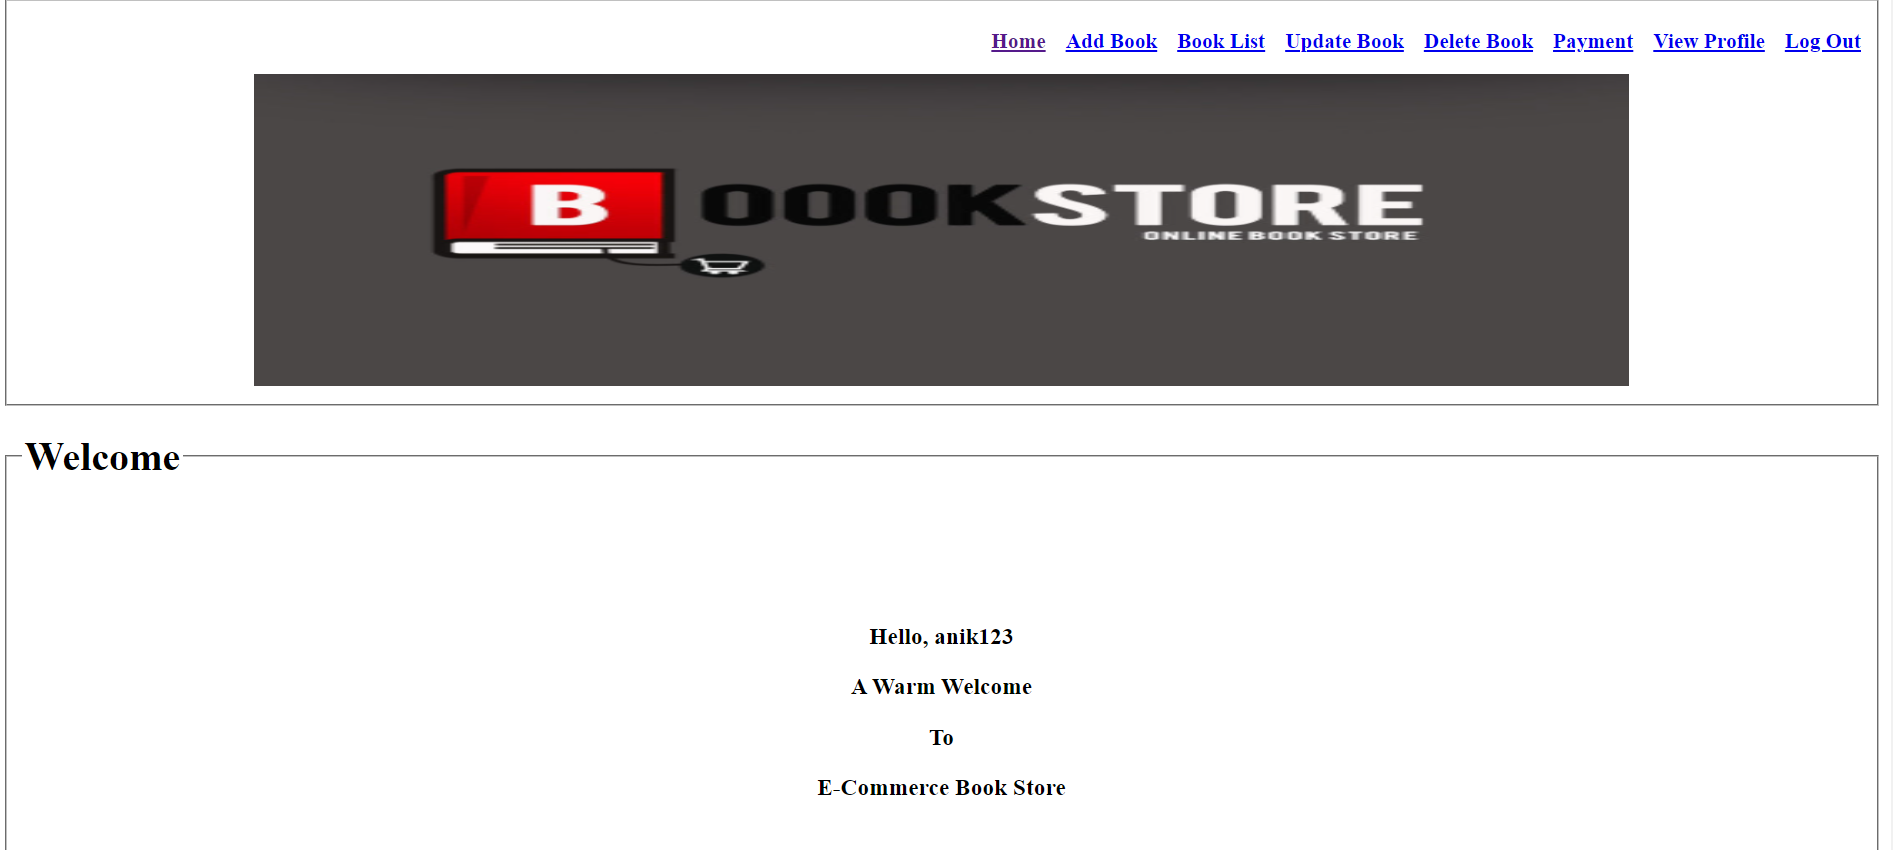 Home Add Book Book List Update Book Delete Book Payment View Profile Log Out
B OOOKSTORE
ONLINE BOOK STORE
Welcome
Hello, anik123
A Warm Welcome
To
E-Commerce Book Store